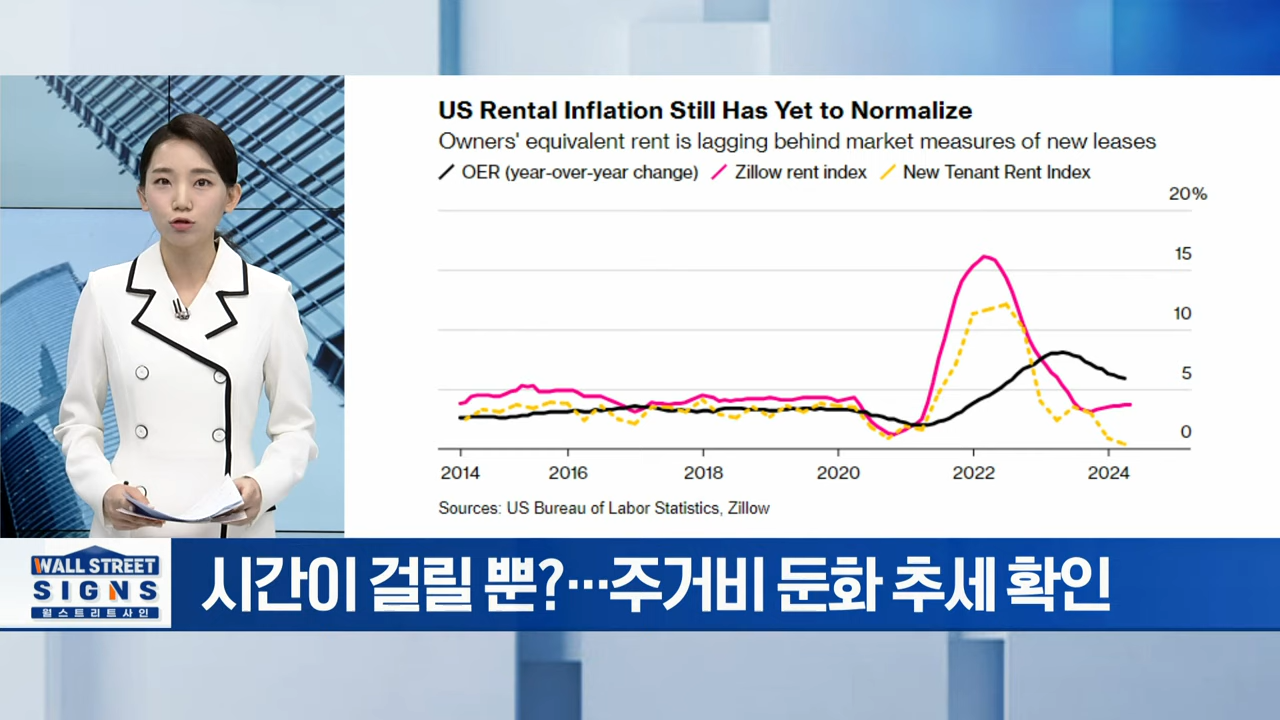 US Rental Inflation Still Has Yet to Normalize
Owners' equivalent rent is lagging behind market measures of new leases
OER (year-over-year change) Zillow rent index New Tenant Rent Index
20%
15
10
5
0
2014 2016 2018 2020 2022 2024
Sources: US Bureau of Labor Statistics, Zillow
WALL STREET
SIGNS
월스트리트사인
시간이 걸릴 뿐?…주거비 둔화 추세 확인